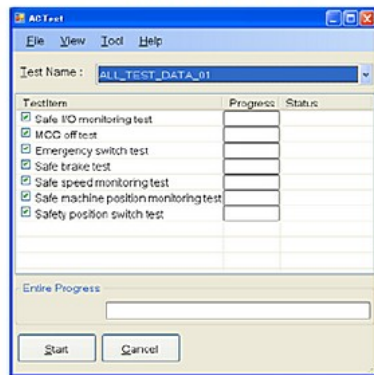 ACTest
File View Tool Help
Test Name : ALL_TEST_DATA_01
TestItem Progress Status
Safe I/O monitoring test
MCC off test
Emergency switch test
Safe brake test
Safe speed monitoring test
Safe machine position monitoring test
Safety position switch test
Entire Progress
Start Cancel